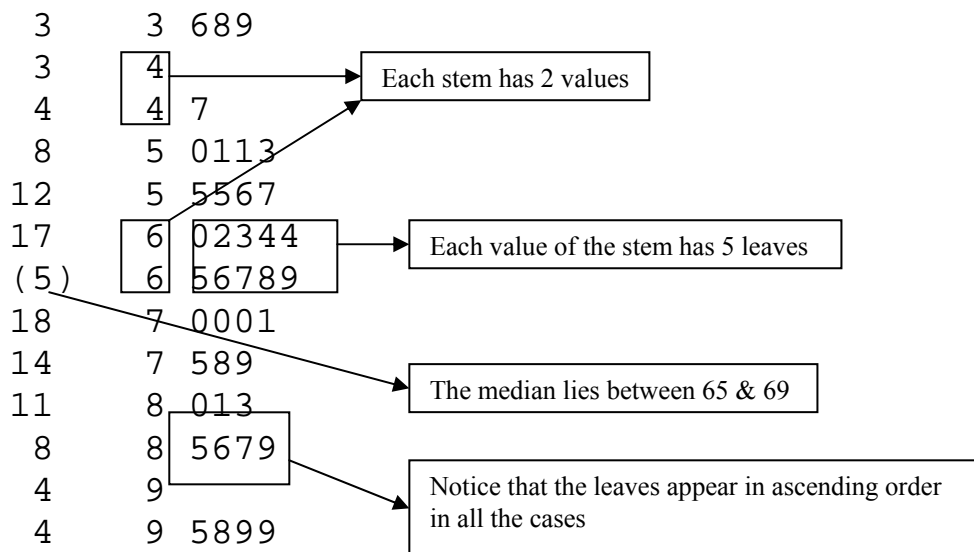 3 3 689
3 4
Each stem has 2 values
4 4 7
8 5 0113
12 5 5567
17 6 02344
Each value of the stem has 5 leaves
(5) 6 56789
18 7 0001
14 7 589
The median lies between 65 & 69
11 8 013
8 8 5679
4 9
Notice that the leaves appear in ascending order
in all the cases
4 9 5899